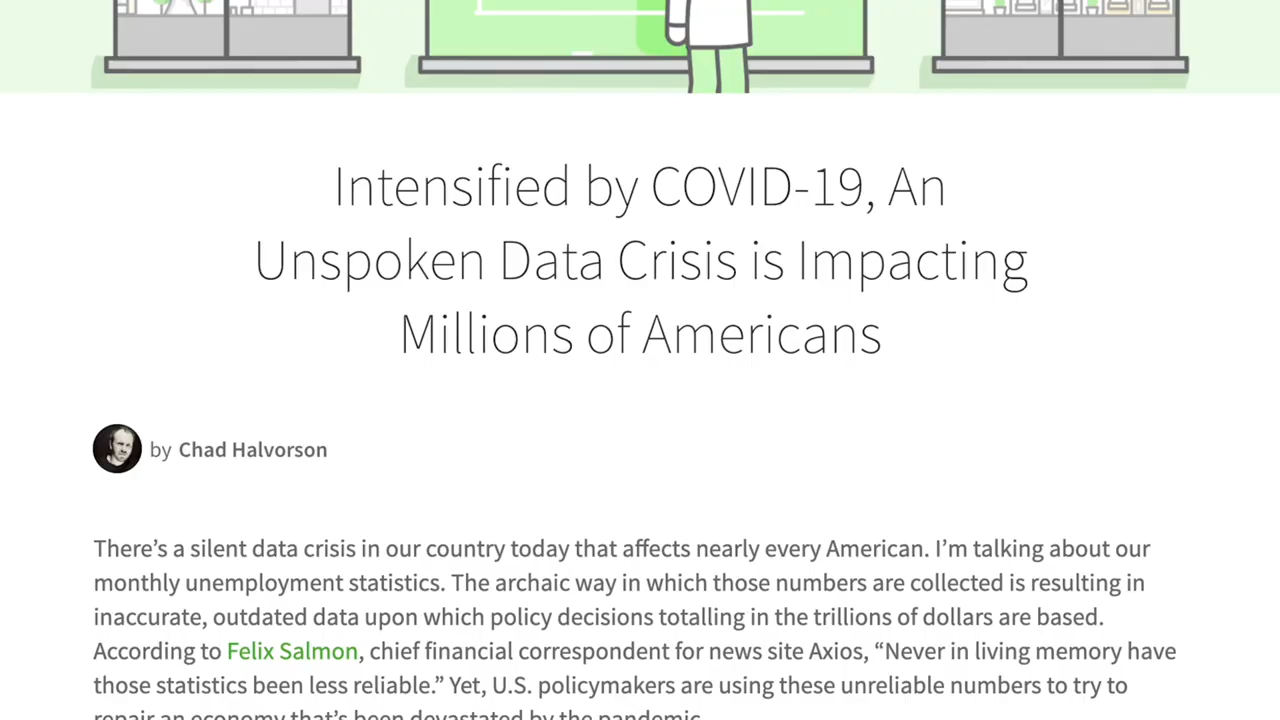 Intensified by COVID-19, An
Unspoken Data Crisis is Impacting
Millions of Americans
by Chad Halvorson
There’s a silent data crisis in our country today that affects nearly every American. I’m talking about our
monthly unemployment statistics. The archaic way in which those numbers are collected is resulting in
inaccurate, outdated data upon which policy decisions totalling in the trillions of dollars are based.
According to Felix Salmon, chief financial correspondent for news site Axios, “Never in living memory have
those statistics been less reliable.” Yet, U.S. policymakers are using these unreliable numbers to try to
repair an economy that’s been devastated by the pandemic.